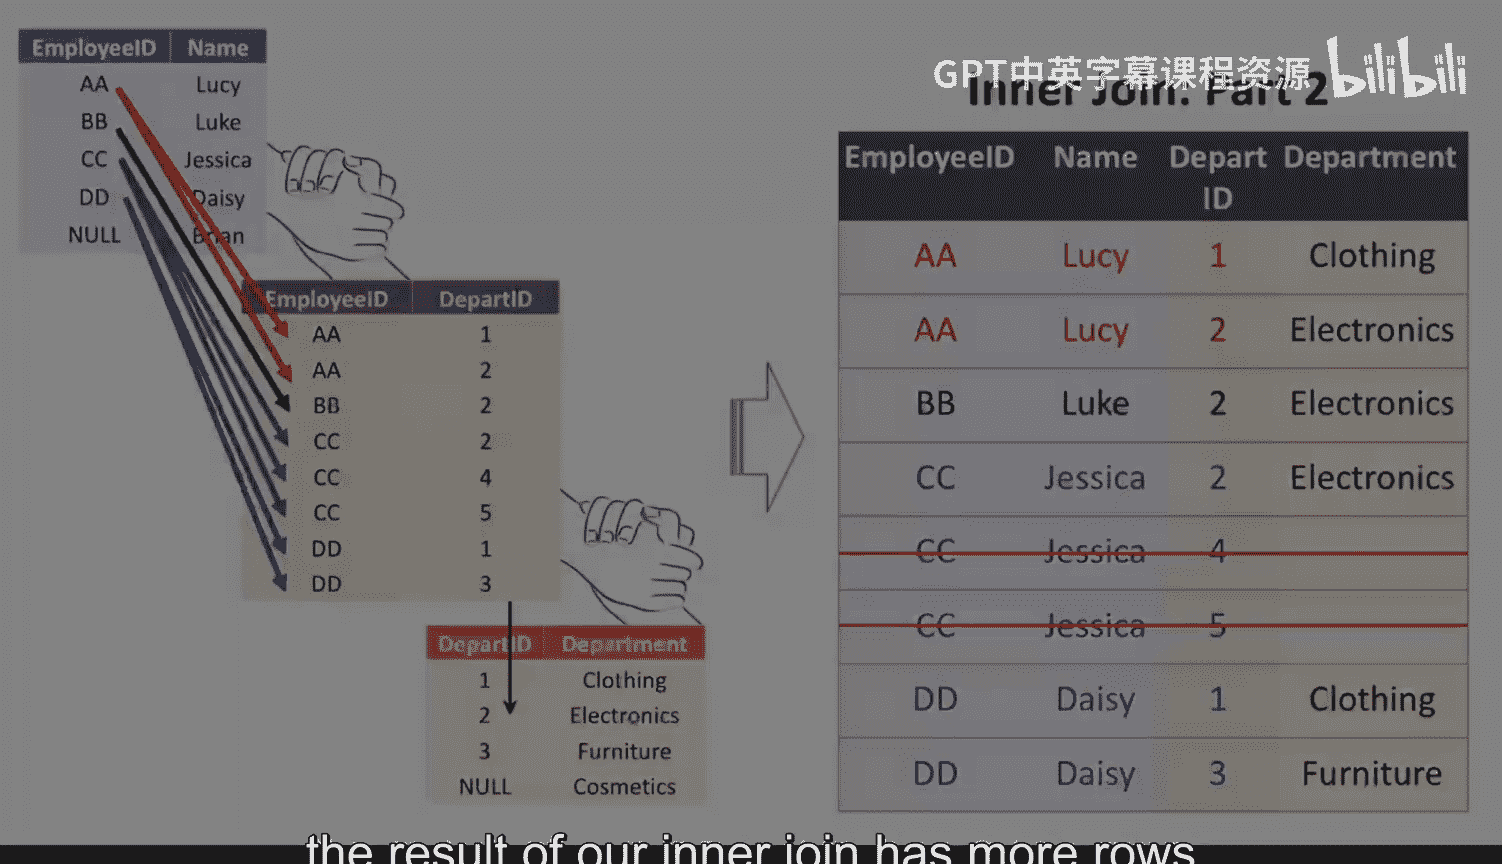 GPT中英字幕课程资源 bilibili
Inner Join: Part 2
EmployeeID Name
AA Lucy
BB Luke
CC Jessica
DD Daisy
NULL Brian
EmployeeID DepartID
AA 1
AA 2
BB 2
CC 2
CC 4
CC 5
DD 1
DD 3
DepartID Department
1 Clothing
2 Electronics
3 Furniture
NULL Cosmetics
EmployeeID Name Depart Department
ID
AA Lucy 1 Clothing
AA Lucy 2 Electronics
BB Luke 2 Electronics
CC Jessica 2 Electronics
CC Jessica 4
CC Jessica 5
DD Daisy 1 Clothing
DD Daisy 3 Furniture
the result of our inner join has more rows